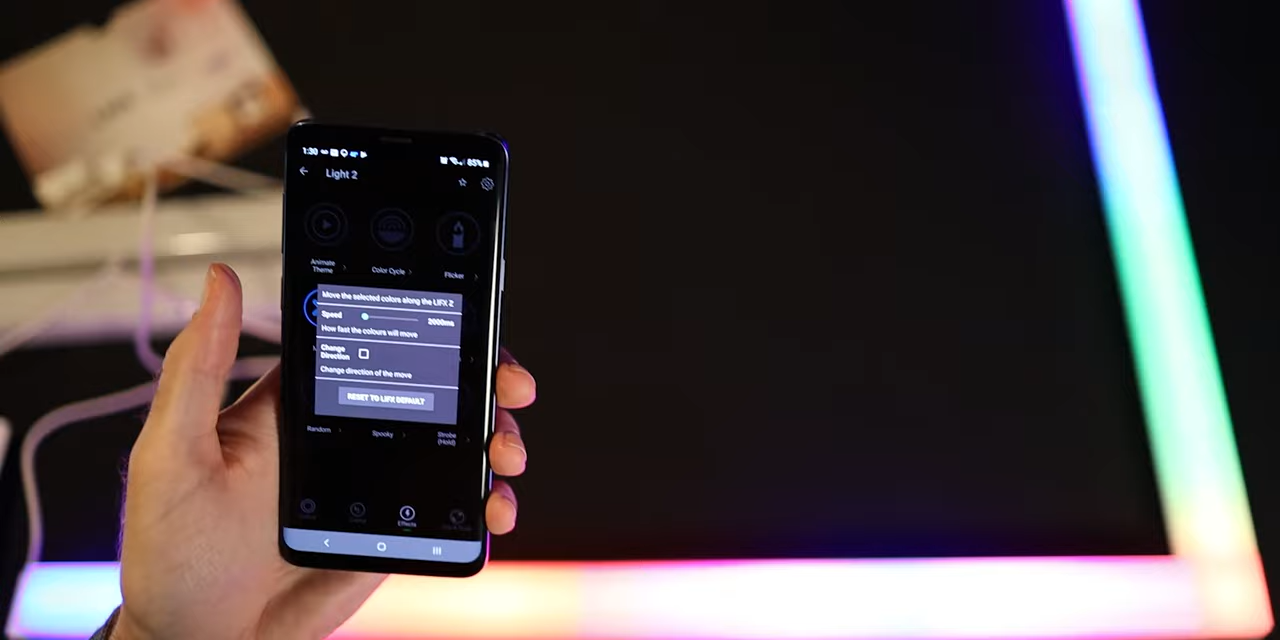 1:30
85%
Light 2
Animate
Theme
Color Cycle
Flicker
Move the selected colors along the LIFX Z
Speed
2000ms
How fast the colours will move
Change
Direction
Change direction of the move
RESET TO LIFX DEFAULT
Random
Spooky
Strobe
(Hold)
Effects